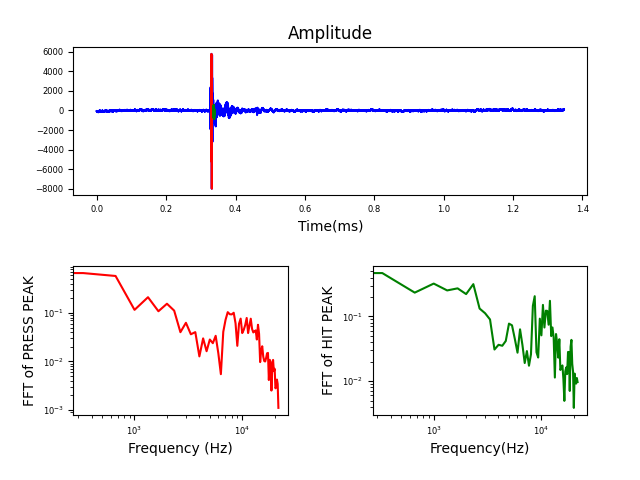 Amplitude
6000
4000
2000
0
−2000
−4000
−6000
−8000
0.0 0.2 0.4 0.6 0.8 1.0 1.2 1.4
Time(ms)
FFT of PRESS PEAK
10⁻¹
10⁻²
10⁻³
10³ 10⁴
Frequency (Hz)
FFT of HIT PEAK
10⁻¹
10⁻²
10³ 10⁴
Frequency(Hz)